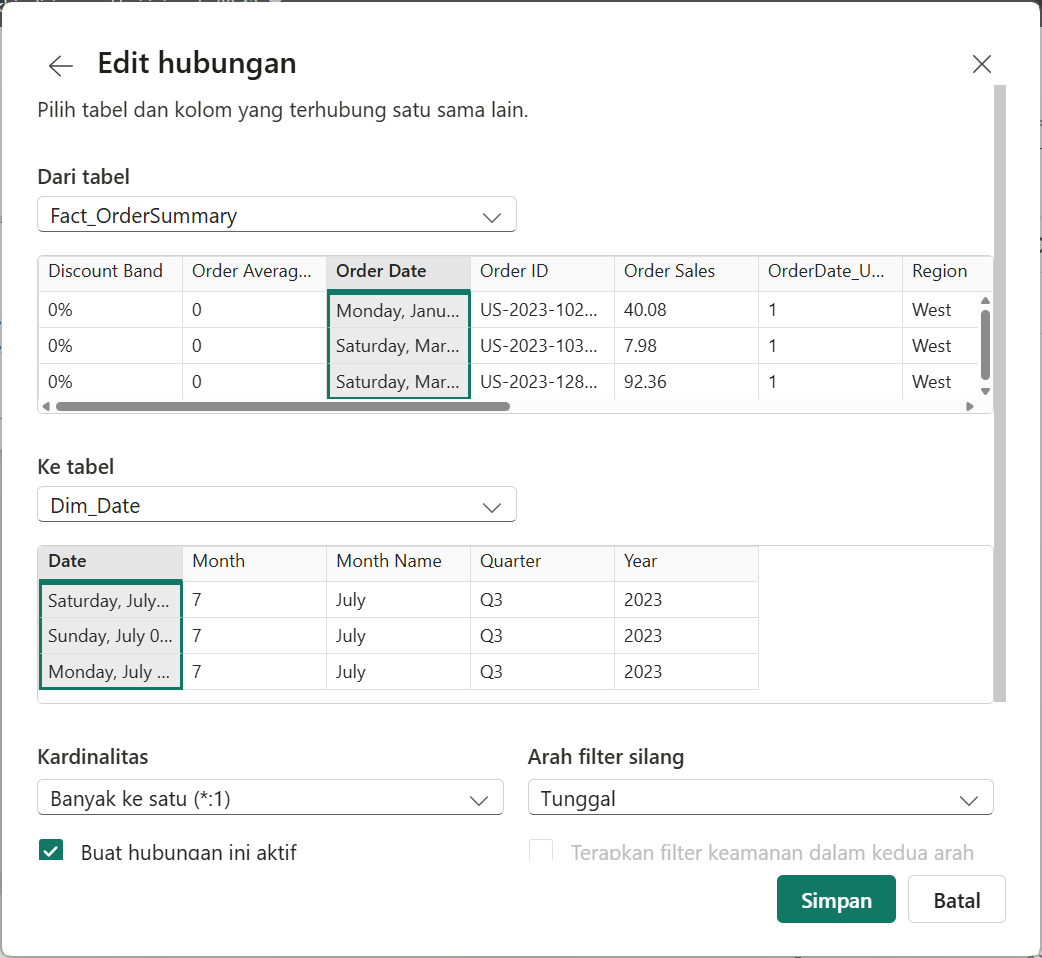 Edit hubungan
Pilih tabel dan kolom yang terhubung satu sama lain.
Dari tabel
Fact_OrderSummary
Discount Band Order Averag... Order Date Order ID Order Sales OrderDate_U... Region
0% 0 Monday, Janu... US-2023-102... 40.08 1 West
0% 0 Saturday, Mar... US-2023-103... 7.98 1 West
0% 0 Saturday, Mar... US-2023-128... 92.36 1 West
Ke tabel
Dim_Date
Date Month Month Name Quarter Year
Saturday, July... 7 July Q3 2023
Sunday, July 0... 7 July Q3 2023
Monday, July ... 7 July Q3 2023
Kardinalitas Arah filter silang
Banyak ke satu (*:1) Tunggal
Buat hubungan ini aktif Terapkan filter keamanan dalam kedua arah
Simpan Batal